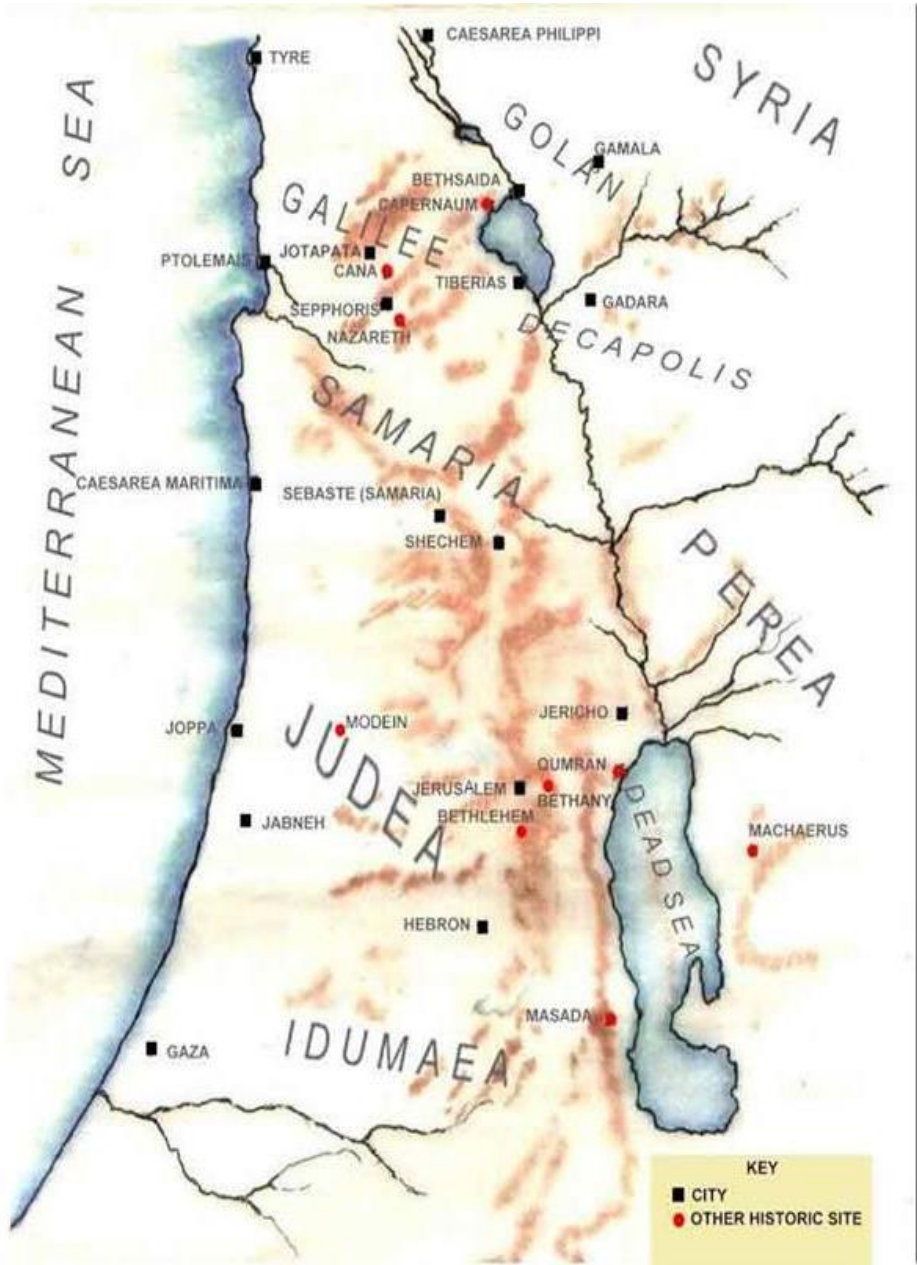 CAESAREA PHILIPPI
TYRE
SYRIA
MEDITERRANEAN SEA
GOLAN
GAMALA
BETHSAIDA
CAPERNAUM
GALILEE
JOTAPATA
PTOLEMAIS
CANA
TIBERIAS
SEPPHORIS
GADARA
NAZARETH
DECAPOLIS
SAMARIA
CAESAREA MARITIMA
SEBASTE (SAMARIA)
SHECHEM
PEREA
JERICHO
MODEIN
JOPPA
JUDEA
QUMRAN
JERUSALEM
BETHANY
BETHLEHEM
JABNEH
DEAD SEA
MACHAERUS
HEBRON
MASADA
IDUMAEA
GAZA
KEY
CITY
OTHER HISTORIC SITE